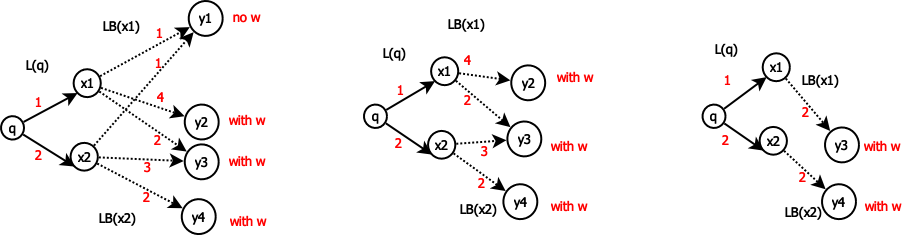 LB(x1)
y1
no w
1
L(q)
x1
1
1
4
y2
with w
q
2
y3
with w
2
x2
3
2
LB(x2)
y4
with w
LB(x1)
L(q)
x1
4
y2
with w
1
2
q
y3
with w
2
x2
3
2
LB(x2)
y4
with w
L(q)
x1
LB(x1)
1
2
q
y3
with w
2
x2
2
LB(x2)
y4
with w